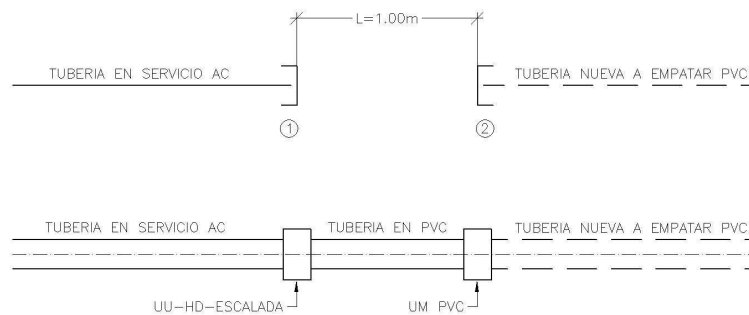 L=1.00m
TUBERIA EN SERVICIO AC
TUBERIA NUEVA A EMPATAR PVC
1
2
TUBERIA EN SERVICIO AC
TUBERIA EN PVC
TUBERIA NUEVA A EMPATAR PVC
UU-HD-ESCALADA
UM PVC